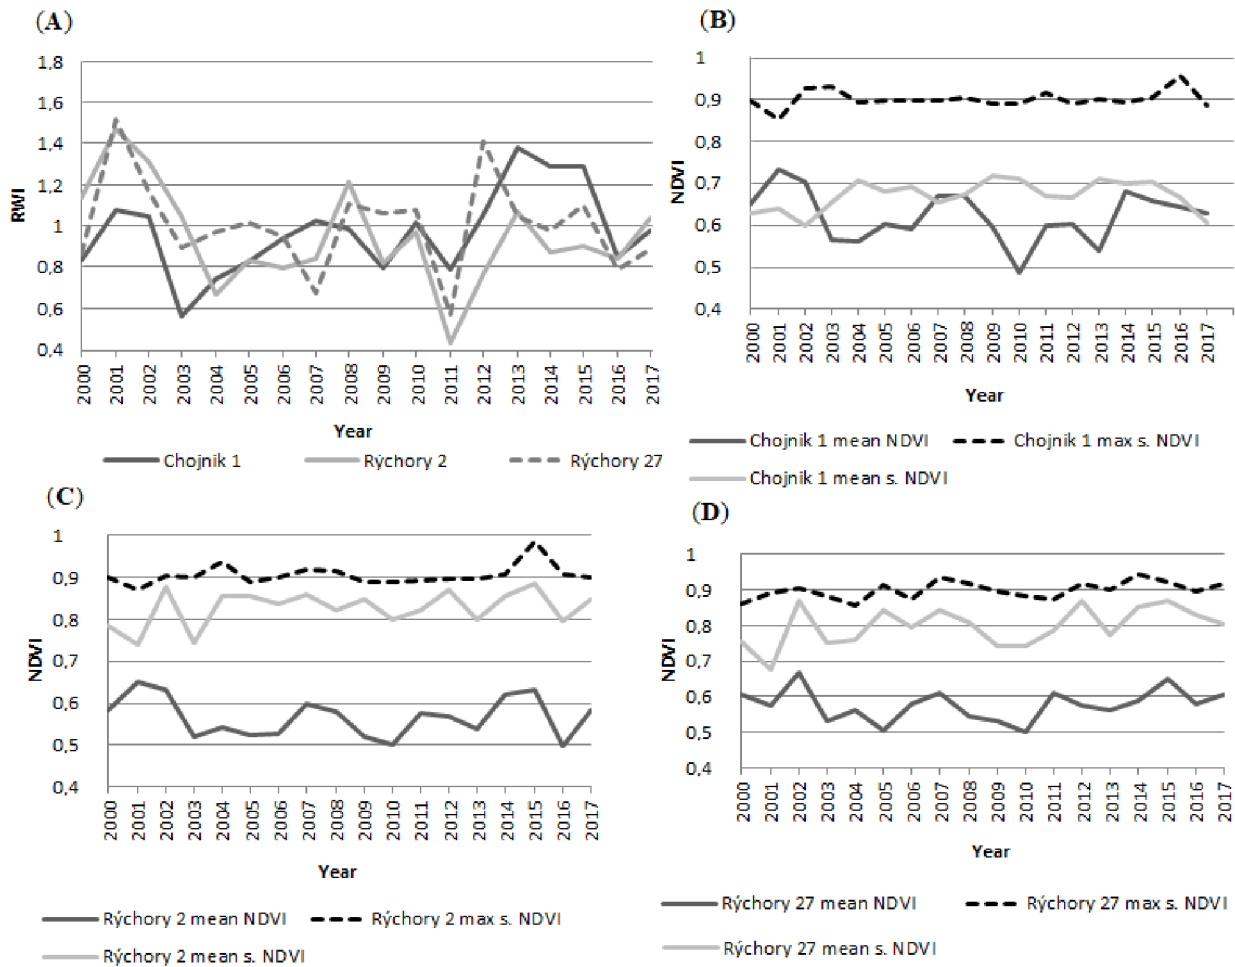 (A)
1,8
1,6
1,4
1,2
1
0,8
0,6
0,4
RWI
2000 2001 2002 2003 2004 2005 2006 2007 2008 2009 2010 2011 2012 2013 2014 2015 2016 2017
Year
Chojnik 1 Rýchory 2 Rýchory 27
(B)
1
0,9
0,8
0,7
0,6
0,5
0,4
NDVI
2000 2001 2002 2003 2004 2005 2006 2007 2008 2009 2010 2011 2012 2013 2014 2015 2016 2017
Year
Chojnik 1 mean NDVI Chojnik 1 max s. NDVI
Chojnik 1 mean s. NDVI
(C)
1
0,9
0,8
0,7
0,6
0,5
0,4
NDVI
2000 2001 2002 2003 2004 2005 2006 2007 2008 2009 2010 2011 2012 2013 2014 2015 2016 2017
Year
Rýchory 2 mean NDVI Rýchory 2 max s. NDVI
Rýchory 2 mean s. NDVI
(D)
1
0,9
0,8
0,7
0,6
0,5
0,4
NDVI
2000 2001 2002 2003 2004 2005 2006 2007 2008 2009 2010 2011 2012 2013 2014 2015 2016 2017
Year
Rýchory 27 mean NDVI Rýchory 27 max s. NDVI
Rýchory 27 mean s. NDVI